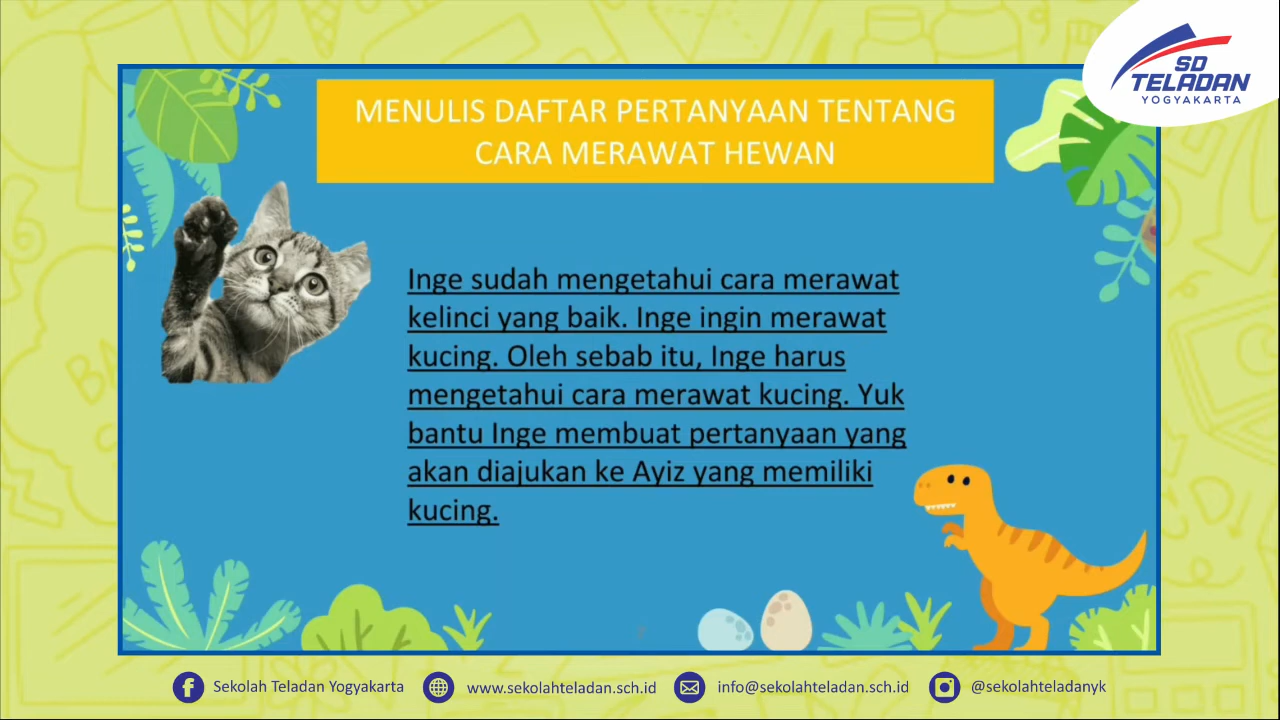 SD
TELADAN
YOGYAKARTA
MENULIS DAFTAR PERTANYAAN TENTANG
CARA MERAWAT HEWAN
Inge sudah mengetahui cara merawat
kelinci yang baik. Inge ingin merawat
kucing. Oleh sebab itu, Inge harus
mengetahui cara merawat kucing. Yuk
bantu Inge membuat pertanyaan yang
akan diajukan ke Ayiz yang memiliki
kucing.
Sekolah Teladan Yogyakarta
www.sekolahteladan.sch.id
info@sekolahteladan.sch.id
@sekolahteladanyk